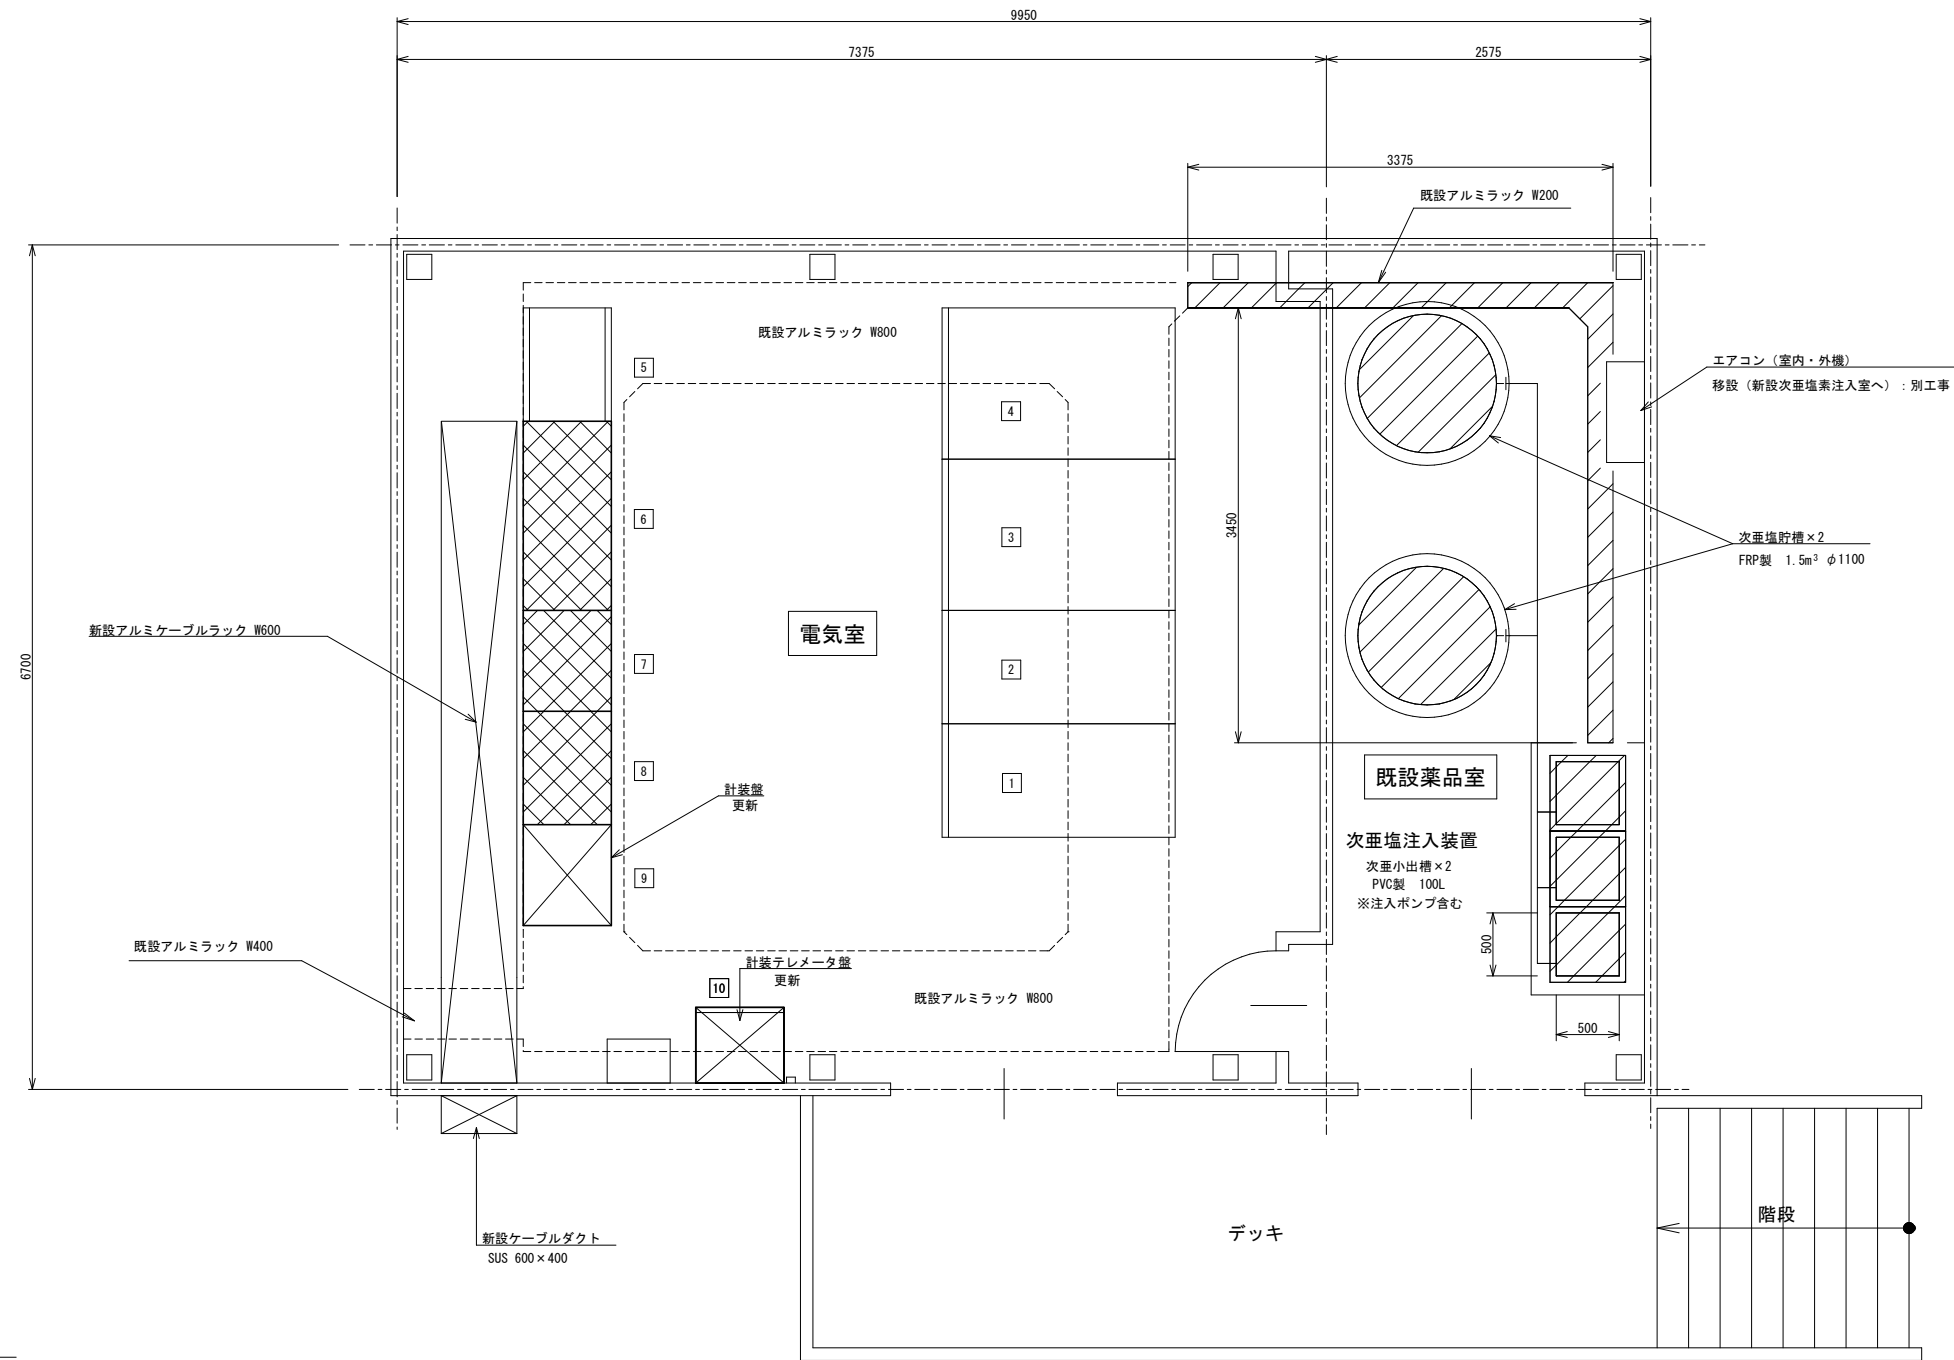 9950
7375
2575
3375
既設アルミラック W200
既設アルミラック W800
エアコン（室内・外機）
移設（新設次亜塩素注入室へ）：別工事
5
4
6
3
3450
次亜塩貯槽×2
FRP製 1.5m³ φ1100
新設アルミケーブルラック W600
電気室
6700
7
2
8
1
既設薬品室
計装盤
更新
次亜塩注入装置
次亜小出槽×2
PVC製 100L
※注入ポンプ含む
9
500
既設アルミラック W400
計装テレメータ盤
更新
10
既設アルミラック W800
500
階段
デッキ
新設ケーブルダクト
SUS 600×400